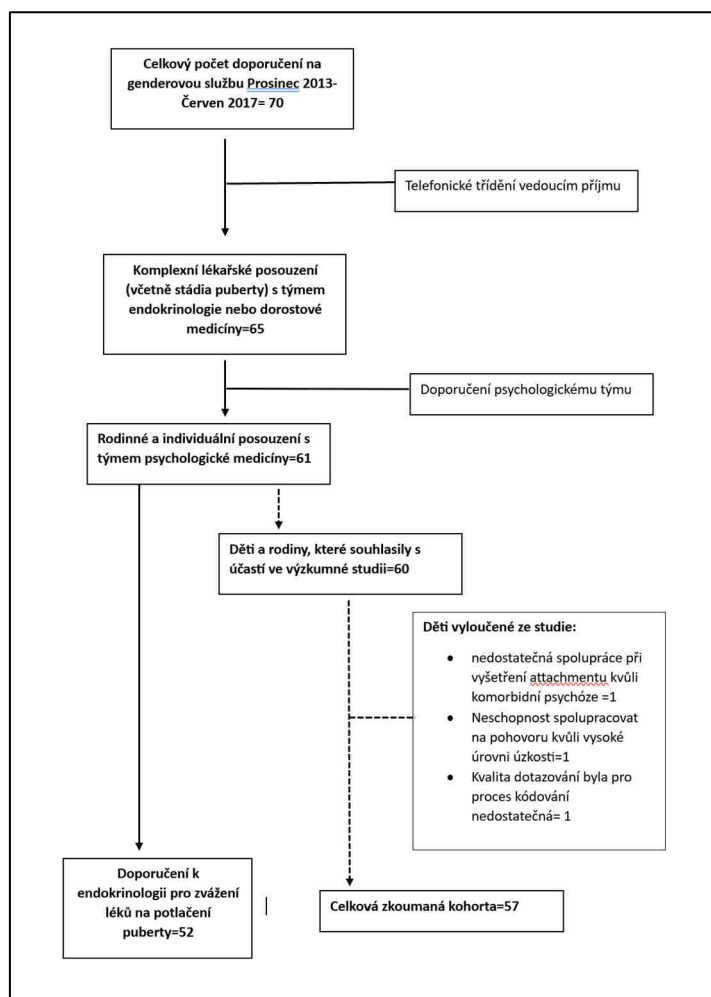 Celkový počet doporučení na
genderovou službu Prosinec 2013-
Červen 2017= 70
Telefonické třídění vedoucím příjmu
Komplexní lékařské posouzení
(včetně stádia puberty) s týmem
endokrinologie nebo dorostové
medicíny=65
Doporučení psychologickému týmu
Rodinné a individuální posouzení s
týmem psychologické medicíny=61
Děti a rodiny, které souhlasily s
účastí ve výzkumné studii=60
Děti vyloučené ze studie:
• nedostatečná spolupráce při
vyšetření attachmentu kvůli
komorbidní psychóze =1
• Neschopnost spolupracovat
na pohovoru kvůli vysoké
úrovni úzkosti=1
• Kvalita dotazování byla pro
proces kódování
nedostatečná= 1
Doporučení k
endokrinologii pro zvážení
léků na potlačení
puberty=52
Celková zkoumaná kohorta=57